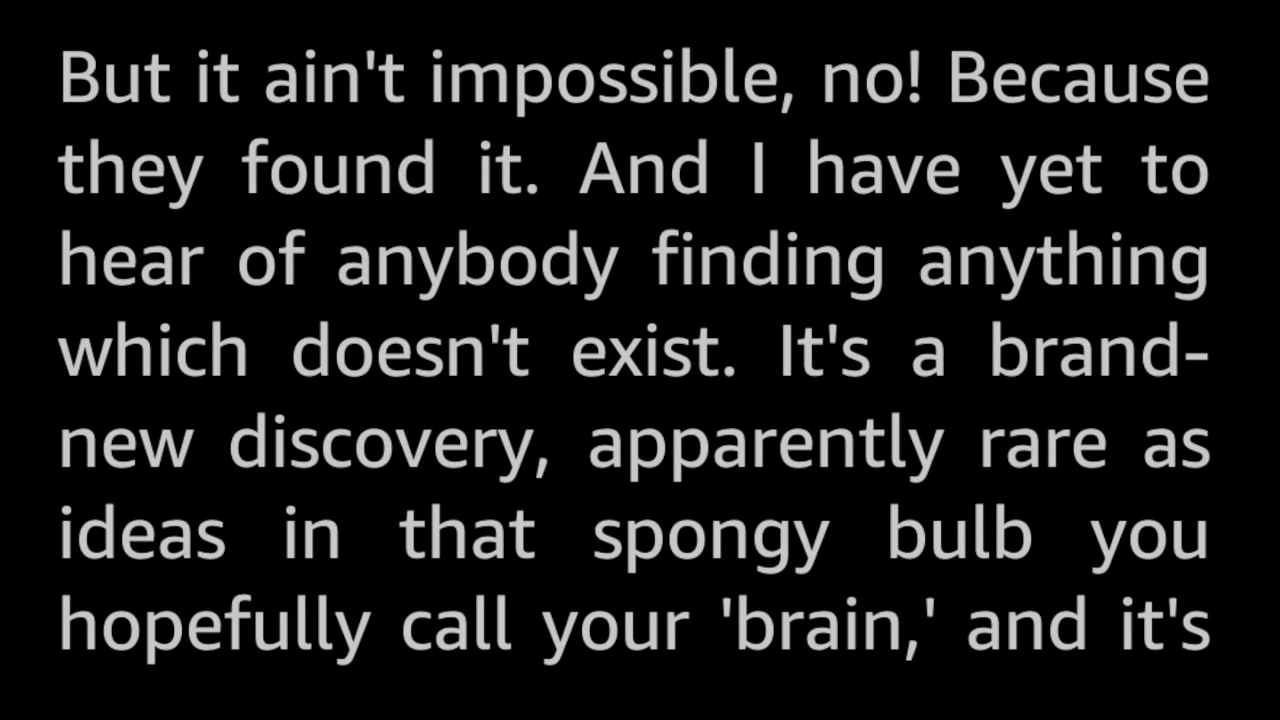 But it ain't impossible, no! Because
they found it. And I have yet to
hear of anybody finding anything
which doesn't exist. It's a brand-
new discovery, apparently rare as
ideas in that spongy bulb you
hopefully call your 'brain,' and it's